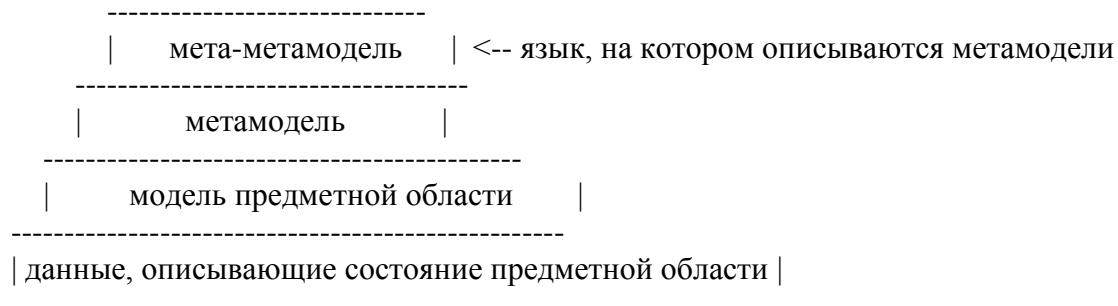 мета-метамодель | <-- язык, на котором описываются метамодели
| метамодель |
| модель предметной области |
| данные, описывающие состояние предметной области |